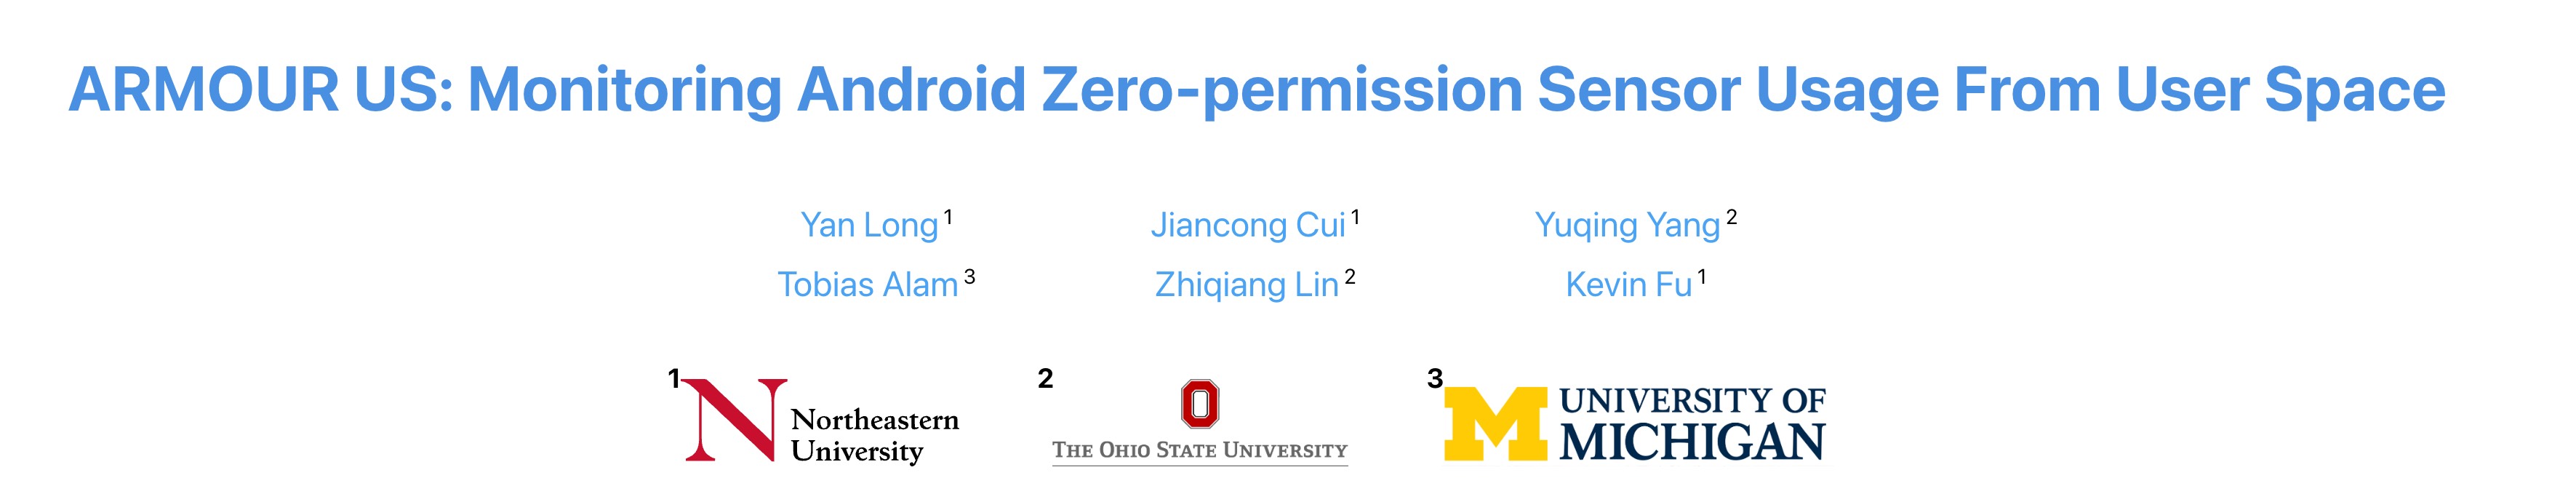 ARMOUR US: Monitoring Android Zero-permission Sensor Usage From User Space
Yan Long 1 Jiancong Cui 1 Yuqing Yang 2
Tobias Alam 3 Zhiqiang Lin 2 Kevin Fu 1
1 N Northeastern University
2 O THE OHIO STATE UNIVERSITY
3 M UNIVERSITY OF MICHIGAN